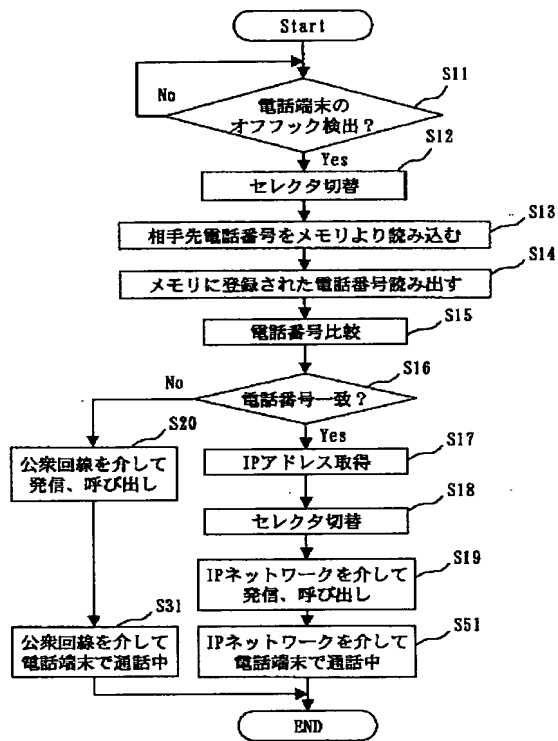 Start
S11
No
電話端末の
オフフック検出?
Yes
S12
セレクタ切替
S13
相手先電話番号をメモリより読み込む
S14
メモリに登録された電話番号読み出す
S15
電話番号比較
S16
No
電話番号一致?
S20
Yes
S17
公衆回線を介して
発信、呼び出し
IPアドレス取得
S18
セレクタ切替
S19
IPネットワークを介して
発信、呼び出し
S31
S51
公衆回線を介して
電話端末で通話中
IPネットワークを介して
電話端末で通話中
END